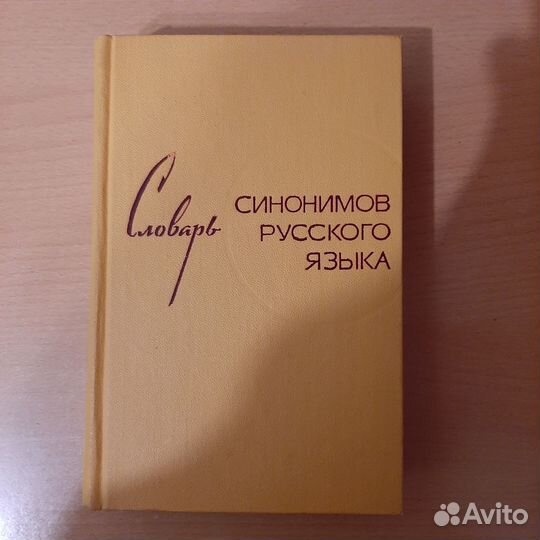 Словарь
СИНОНИМОВ
РУССКОГО
ЯЗЫКА
Avito